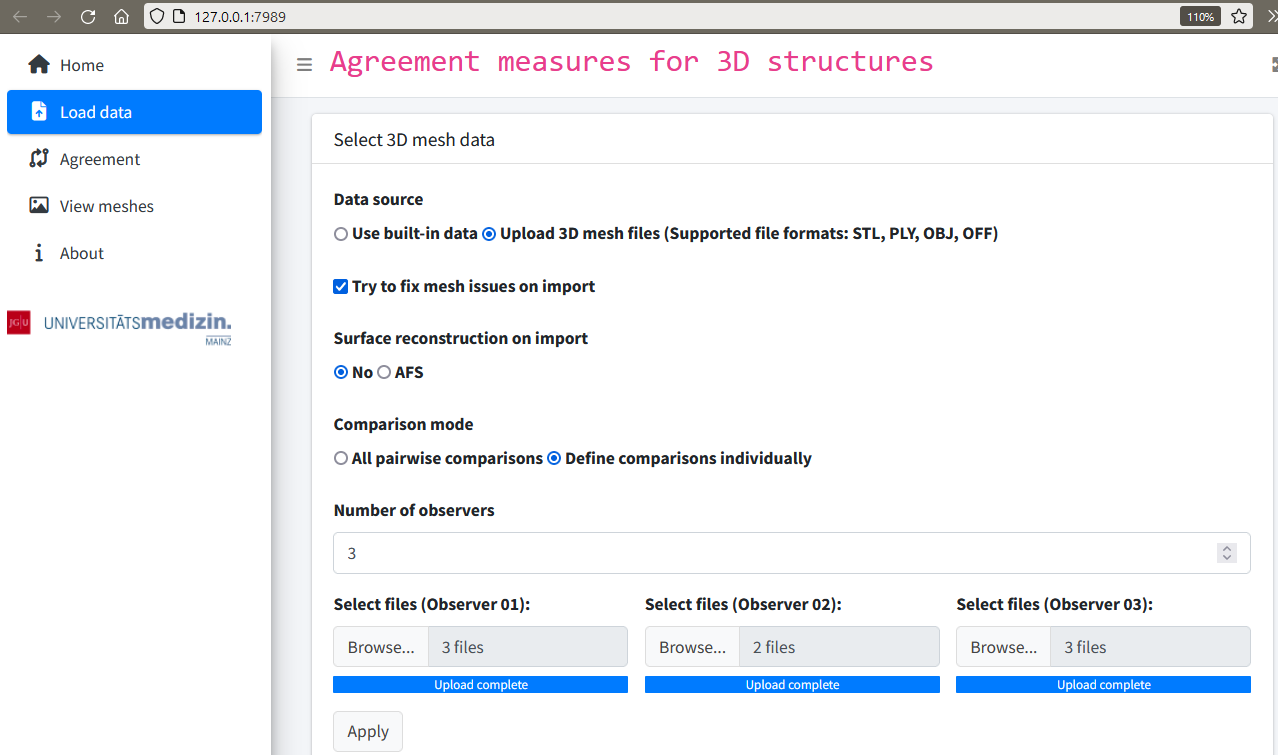 127.0.0.1:7989
110%
Home
Load data
Agreement
View meshes
About
JG|U UNIVERSITÄTSmedizin.
MAINZ
Agreement measures for 3D structures
Select 3D mesh data
Data source
Use built-in data Upload 3D mesh files (Supported file formats: STL, PLY, OBJ, OFF)
Try to fix mesh issues on import
Surface reconstruction on import
No AFS
Comparison mode
All pairwise comparisons Define comparisons individually
Number of observers
3
Select files (Observer 01): Select files (Observer 02): Select files (Observer 03):
Browse... 3 files Browse... 2 files Browse... 3 files
Upload complete Upload complete Upload complete
Apply